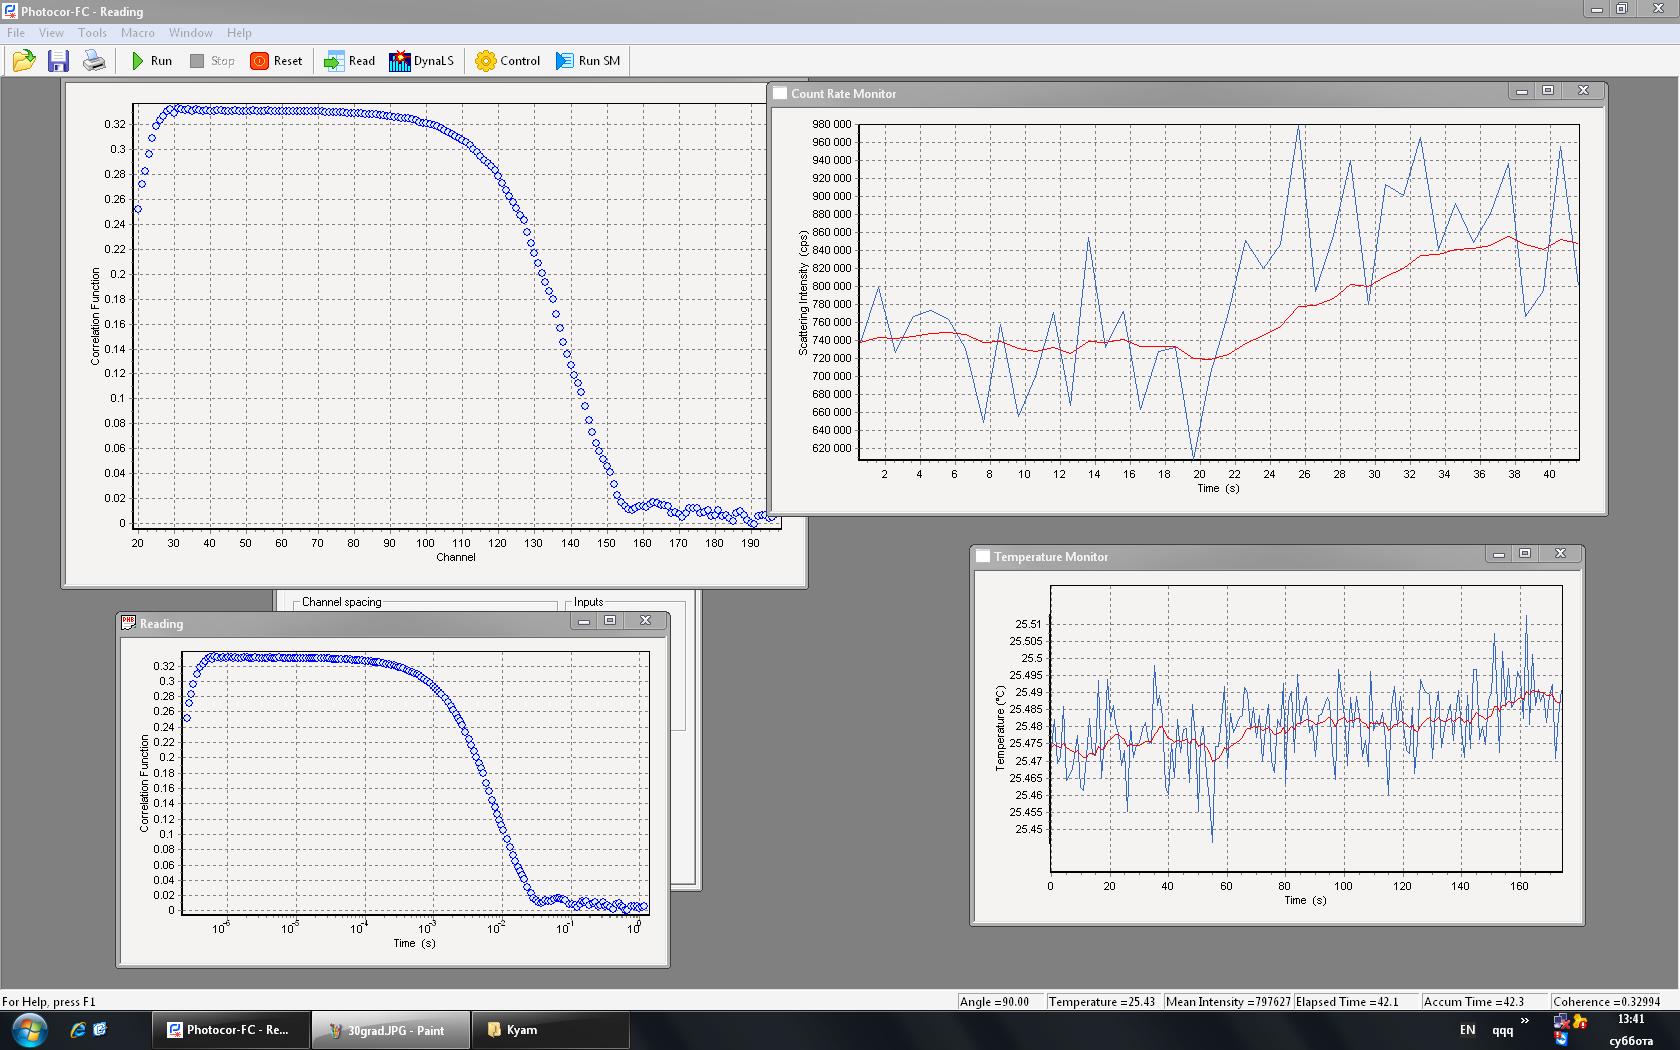 Photocor-FC - Reading
File View Tools Macro Window Help
Run Stop Reset Read DynaLS Control Run SM
0.32
0.3
0.28
0.26
0.24
0.22
0.2
0.18
0.16
0.14
0.12
0.1
0.08
0.06
0.04
0.02
0
Correlation Function
20 30 40 50 60 70 80 90 100 110 120 130 140 150 160 170 180 190
Channel
Count Rate Monitor
980 000
960 000
940 000
920 000
900 000
880 000
860 000
840 000
820 000
800 000
780 000
760 000
740 000
720 000
700 000
680 000
660 000
640 000
620 000
Scattering Intensity (cps)
2 4 6 8 10 12 14 16 18 20 22 24 26 28 30 32 34 36 38 40
Time (s)
Channel spacing
Inputs
Reading
0.32
0.3
0.28
0.26
0.24
0.22
0.2
0.18
0.16
0.14
0.12
0.1
0.08
0.06
0.04
0.02
0
Correlation Function
10-6 10-5 10-4 10-3 10-2 10-1 100
Time (s)
Temperature Monitor
25.51
25.505
25.5
25.495
25.49
25.485
25.48
25.475
25.47
25.465
25.46
25.455
25.45
Temperature (°C)
0 20 40 60 80 100 120 140 160
Time (s)
For Help, press F1
Angle =90.00 Temperature =25.43 Mean Intensity =797627 Elapsed Time =42.1 Accum Time =42.3 Coherence =0.32994
Photocor-FC - Re...
30grad.JPG - Paint
Kyam
EN qqq »
13:41
суббота